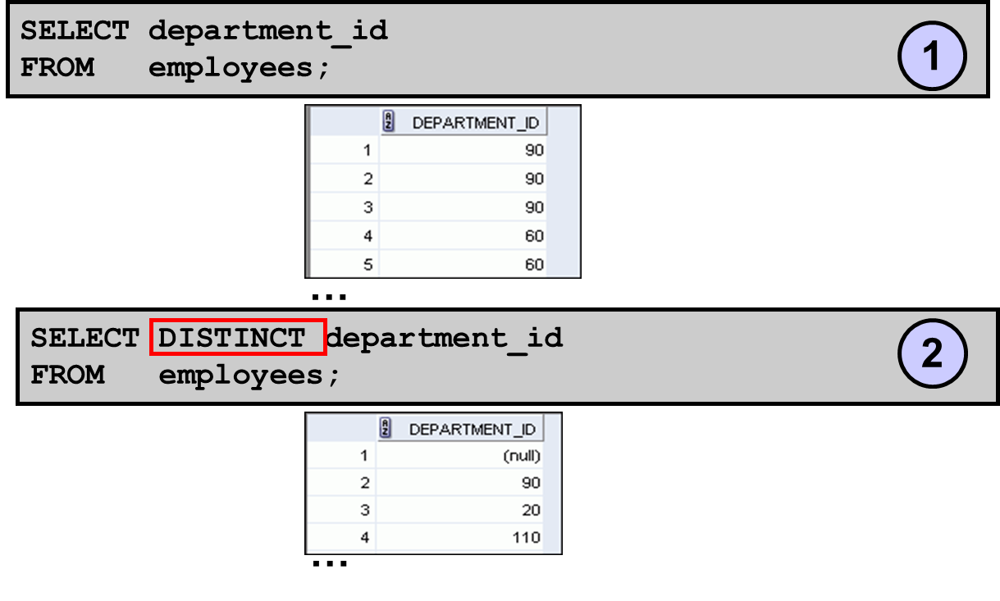 SELECT department_id
FROM employees;
1
DEPARTMENT_ID
1 90
2 90
3 90
4 60
5 60
...
SELECT DISTINCT department_id
FROM employees;
2
DEPARTMENT_ID
1 (null)
2 90
3 20
4 110
...